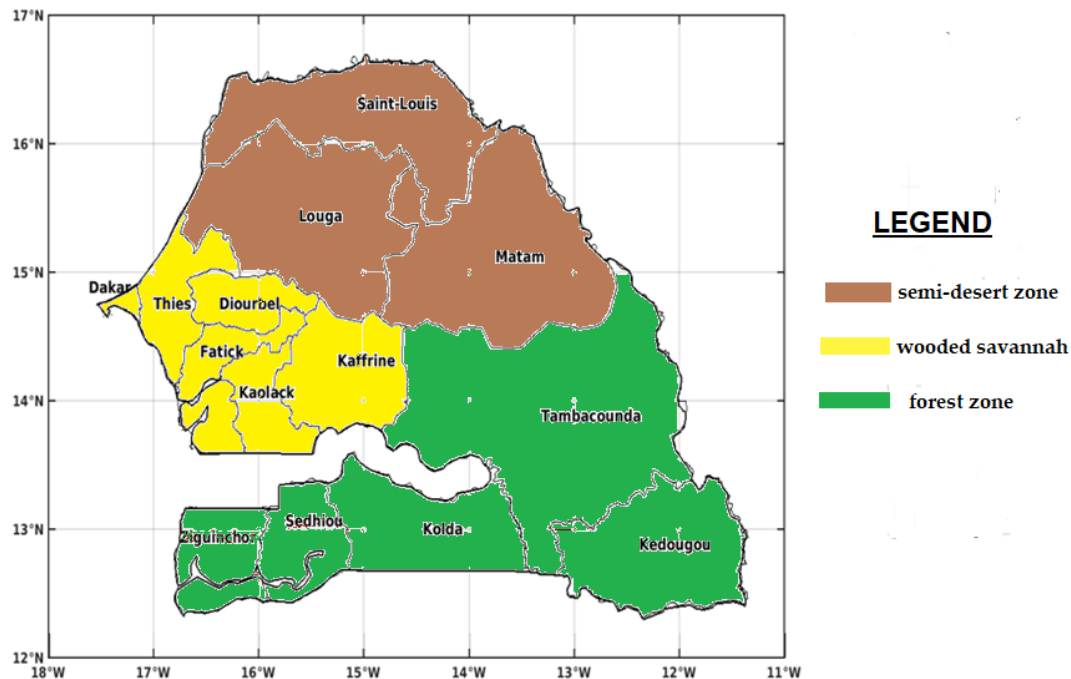 17°N
16°N
15°N
14°N
13°N
12°N
18°W 17°W 16°W 15°W 14°W 13°W 12°W 11°W
Saint-Louis
Louga
Matam
Dakar
Thies
Diourbel
Fatick
Kaffrine
Kaolack
Tambacounda
Sedhiou
Kolda
Ziguinchor
Kedougou
LEGEND
semi-desert zone
wooded savannah
forest zone